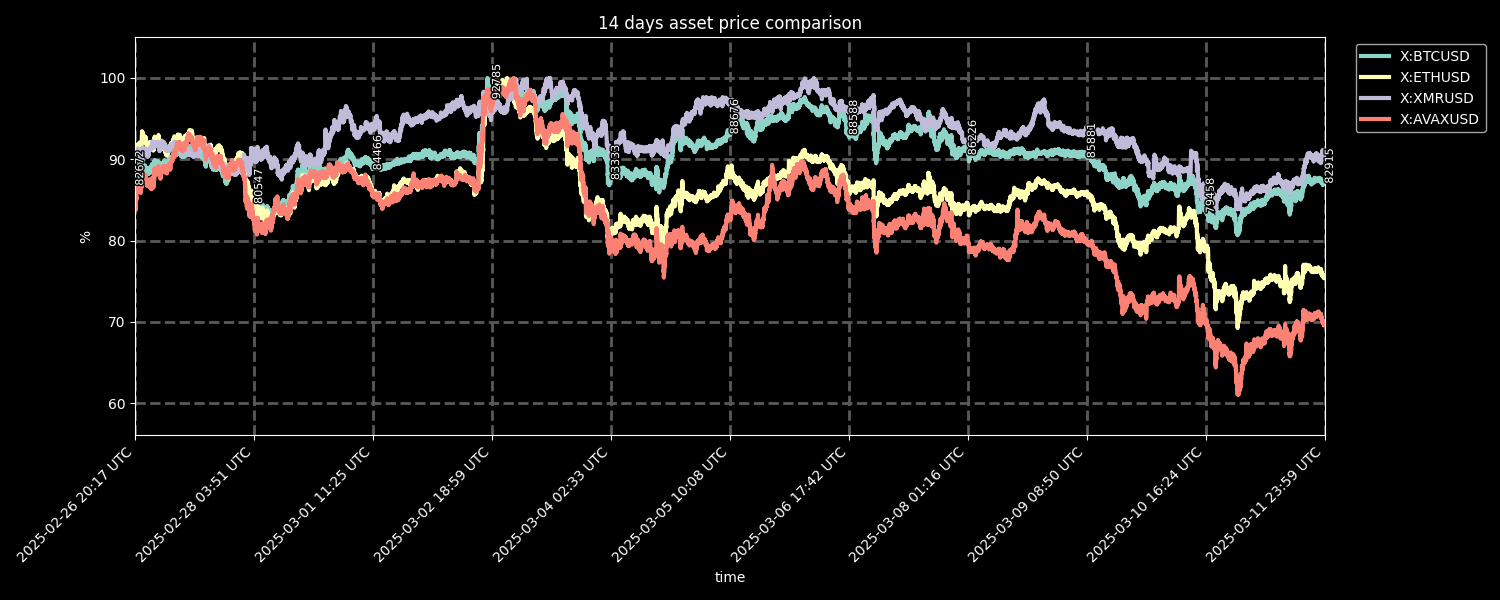 14 days asset price comparison
X:BTCUSD
X:ETHUSD
X:XMRUSD
X:AVAXUSD
%
100
90
80
70
60
82672
80547
84466
92785
83333
88676
88588
86226
85881
79458
82915
2025-02-26 20:17 UTC
2025-02-28 03:51 UTC
2025-03-01 11:25 UTC
2025-03-02 18:59 UTC
2025-03-04 02:33 UTC
2025-03-05 10:08 UTC
2025-03-06 17:42 UTC
2025-03-08 01:16 UTC
2025-03-09 08:50 UTC
2025-03-10 16:24 UTC
2025-03-11 23:59 UTC
time